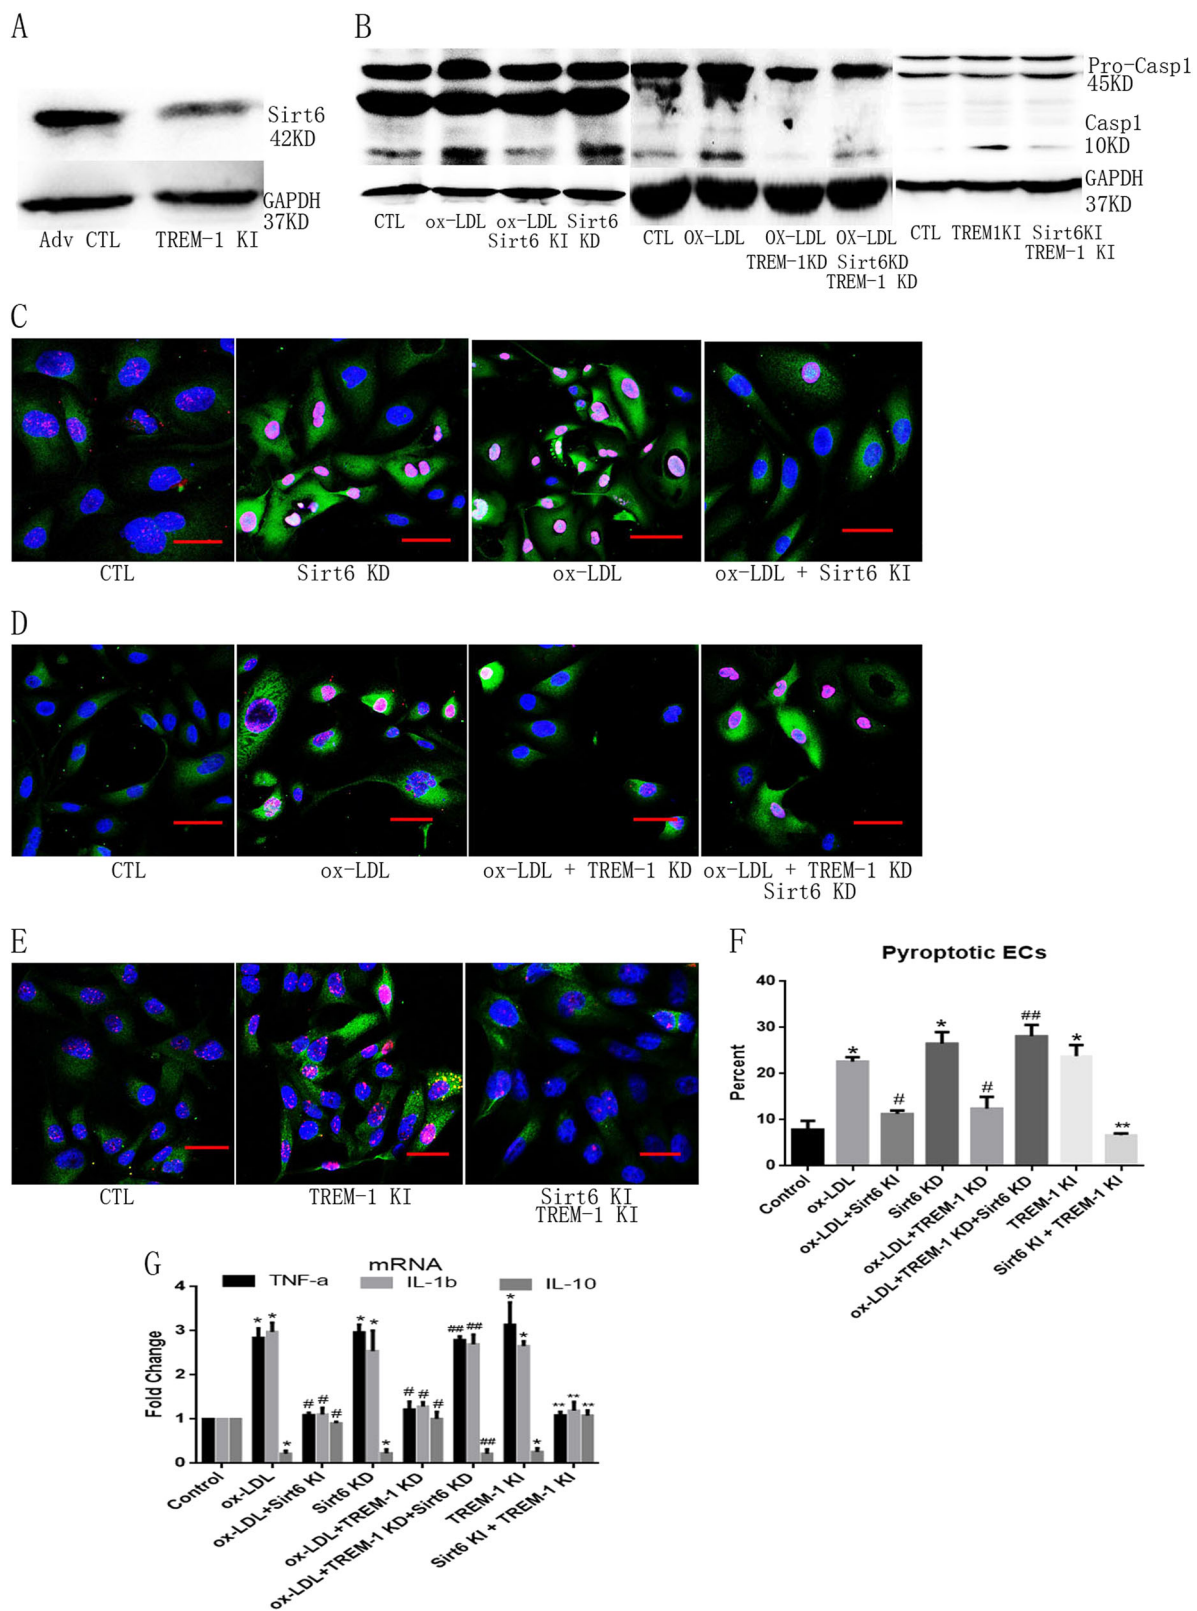 A
Sirt6
42KD
GAPDH
37KD
Adv CTL TREM-1 KI
B
Pro-Casp1
45KD
Casp1
10KD
GAPDH
37KD
CTL ox-LDL ox-LDL Sirt6
Sirt6 KI KD
CTL OX-LDL OX-LDL OX-LDL
TREM-1KD Sirt6KD
TREM-1 KD
CTL TREM1KI Sirt6KI
TREM-1 KI
C
CTL Sirt6 KD ox-LDL ox-LDL + Sirt6 KI
D
CTL ox-LDL ox-LDL + TREM-1 KD ox-LDL + TREM-1 KD
Sirt6 KD
E
CTL TREM-1 KI Sirt6 KI
TREM-1 KI
F
Pyroptotic ECs
Percent
40
30
20
10
0
* # * # ## * **
Control
ox-LDL
ox-LDL+Sirt6 KI
Sirt6 KD
ox-LDL+TREM-1 KD
ox-LDL+TREM-1 KD+Sirt6 KD
TREM-1 KI
Sirt6 KI + TREM-1 KI
G
mRNA
TNF-a IL-1b IL-10
Fold Change
4
3
2
1
0
* * * # # # * * * # # # ## ## ## * * * ** ** **
Control
ox-LDL
ox-LDL+Sirt6 KI
Sirt6 KD
ox-LDL+TREM-1 KD
ox-LDL+TREM-1 KD+Sirt6 KD
TREM-1 KI
Sirt6 KI + TREM-1 KI